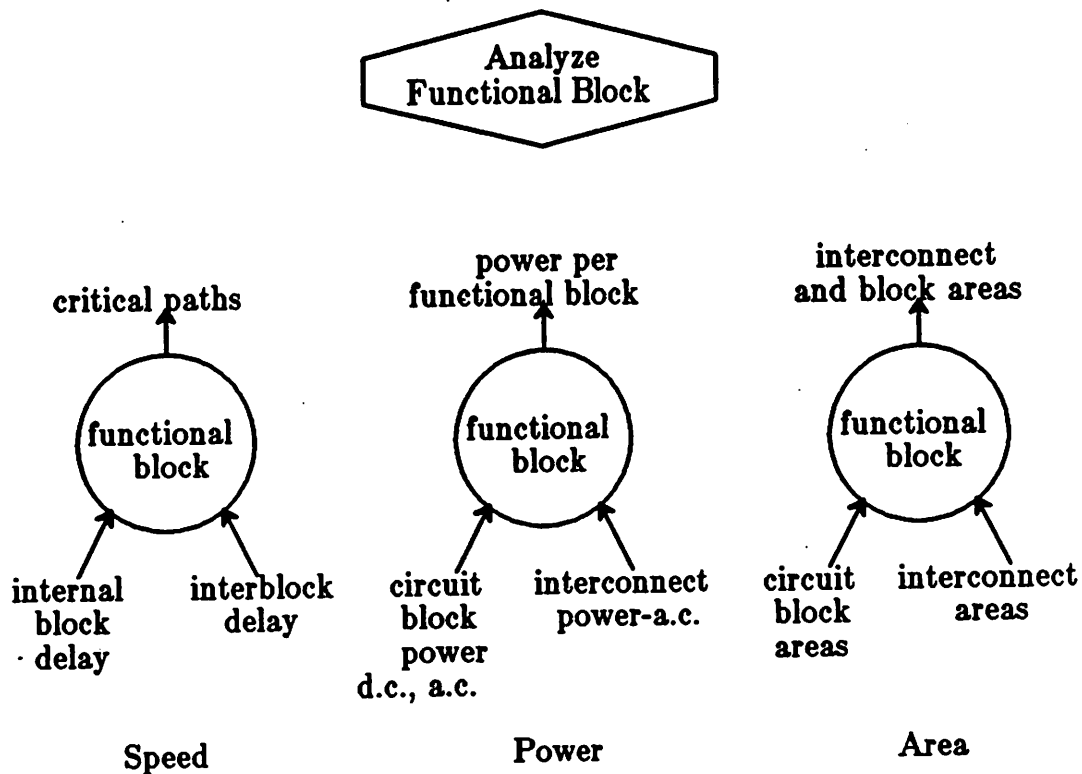 Analyze
Functional Block
critical paths
functional
block
internal
block
delay
interblock
delay
Speed
power per
functional block
functional
block
circuit
block
power
d.c., a.c.
interconnect
power-a.c.
Power
interconnect
and block areas
functional
block
circuit
block
areas
interconnect
areas
Area